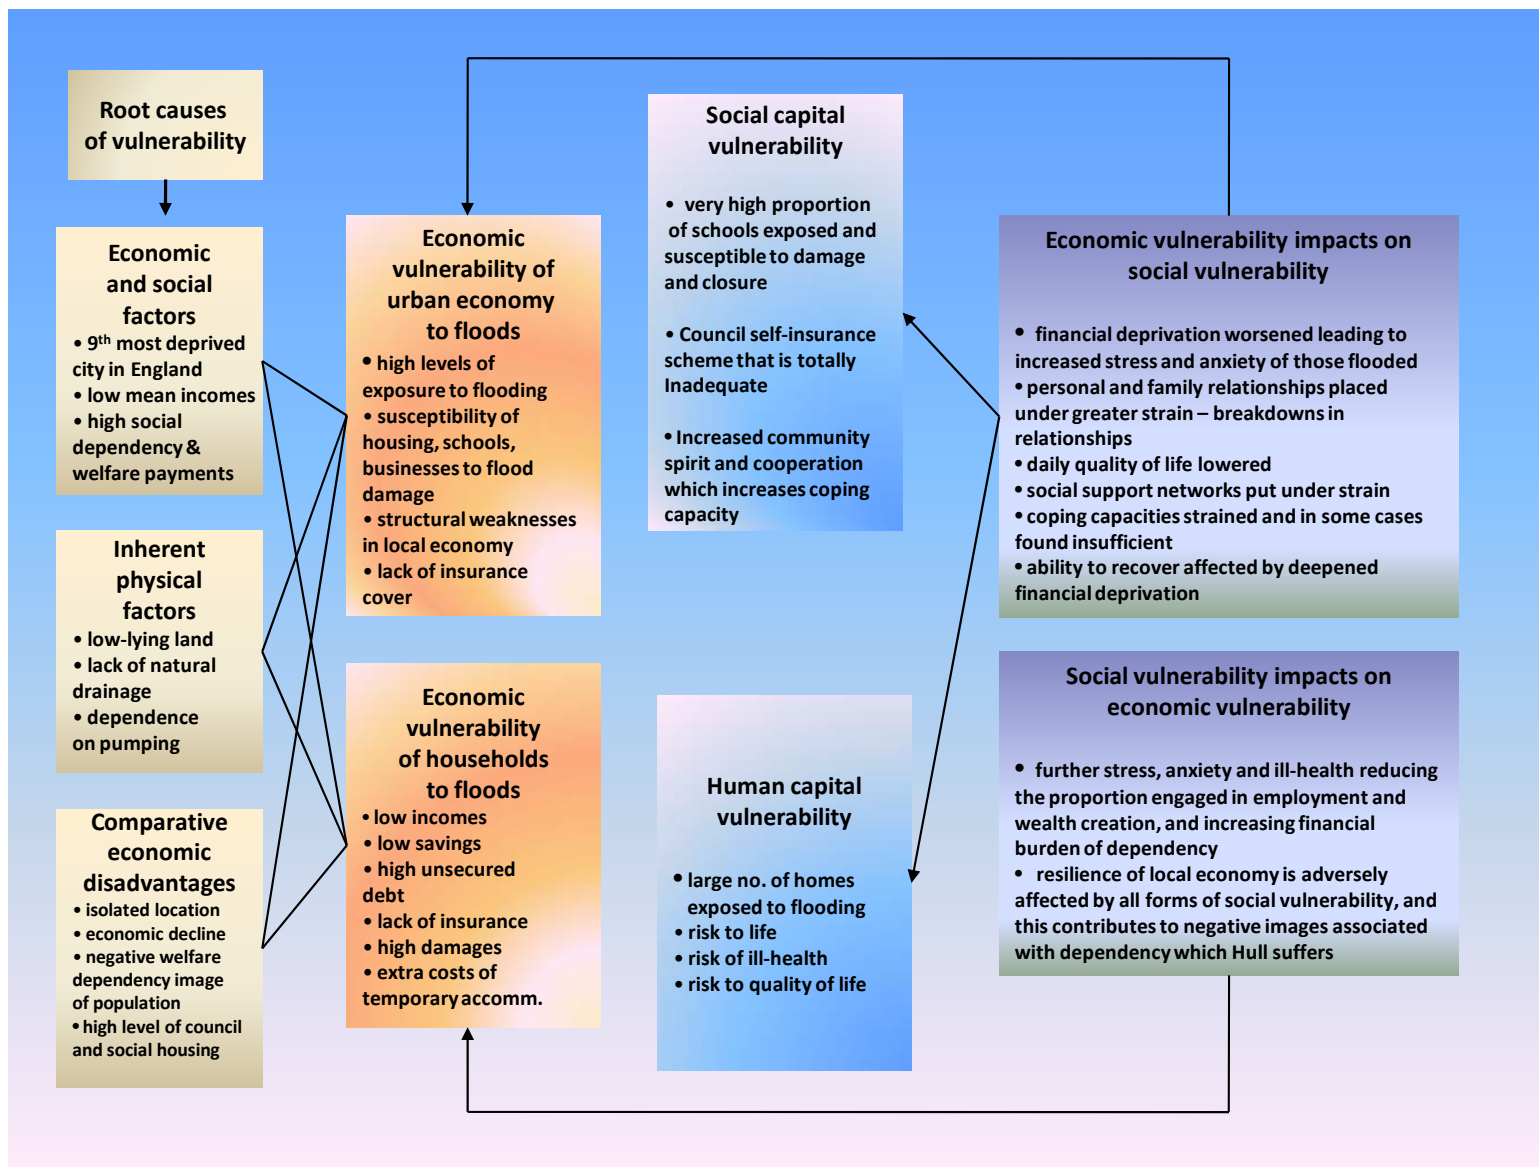 Root causes
of vulnerability
Economic
and social
factors
• 9th most deprived
city in England
• low mean incomes
• high social
dependency &
welfare payments
Inherent
physical
factors
• low-lying land
• lack of natural
drainage
• dependence
on pumping
Comparative
economic
disadvantages
• isolated location
• economic decline
• negative welfare
dependency image
of population
• high level of council
and social housing
Economic
vulnerability of
urban economy
to floods
• high levels of
exposure to flooding
• susceptibility of
housing, schools,
businesses to flood
damage
• structural weaknesses
in local economy
• lack of insurance
cover
Economic
vulnerability
of households
to floods
• low incomes
• low savings
• high unsecured
debt
• lack of insurance
• high damages
• extra costs of
temporary accomm.
Social capital
vulnerability
• very high proportion
of schools exposed and
susceptible to damage
and closure
• Council self-insurance
scheme that is totally
Inadequate
• Increased community
spirit and cooperation
which increases coping
capacity
Human capital
vulnerability
• large no. of homes
exposed to flooding
• risk to life
• risk of ill-health
• risk to quality of life
Economic vulnerability impacts on
social vulnerability
• financial deprivation worsened leading to
increased stress and anxiety of those flooded
• personal and family relationships placed
under greater strain – breakdowns in
relationships
• daily quality of life lowered
• social support networks put under strain
• coping capacities strained and in some cases
found insufficient
• ability to recover affected by deepened
financial deprivation
Social vulnerability impacts on
economic vulnerability
• further stress, anxiety and ill-health reducing
the proportion engaged in employment and
wealth creation, and increasing financial
burden of dependency
• resilience of local economy is adversely
affected by all forms of social vulnerability, and
this contributes to negative images associated
with dependency which Hull suffers